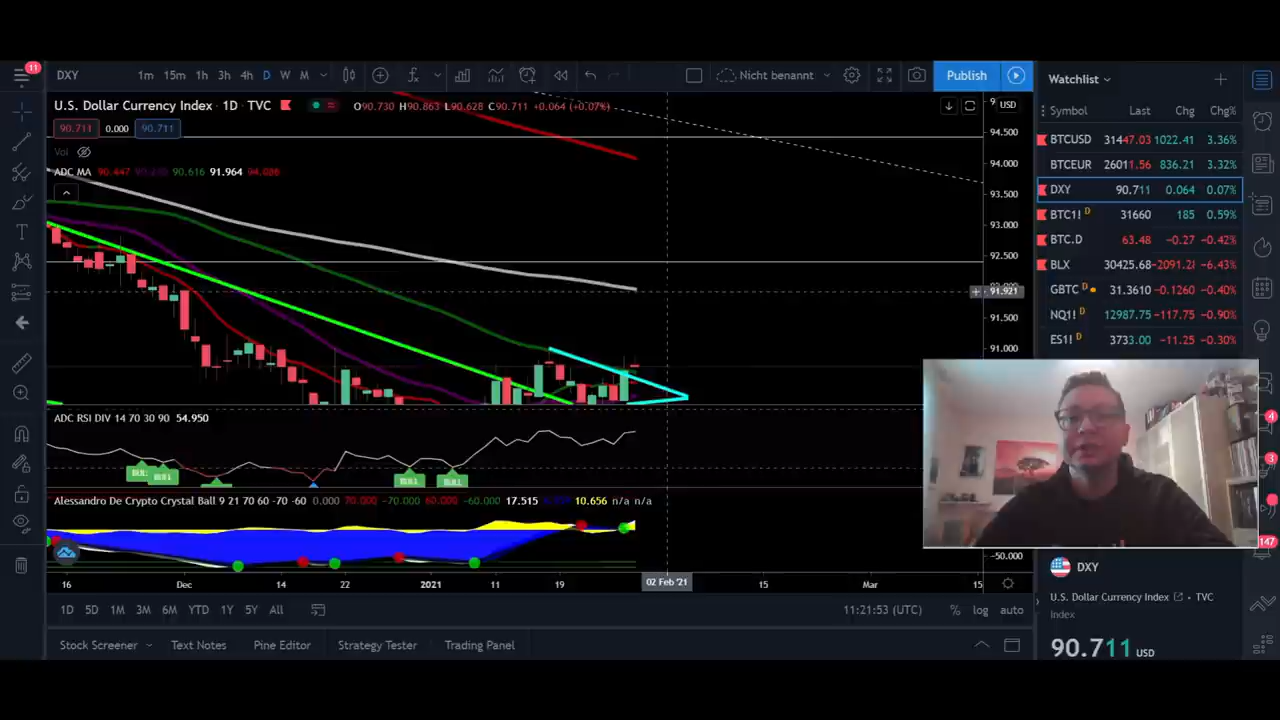 11
DXY
1m 15m 1h 3h 4h D W M
Nicht benannt
Publish
Watchlist
U.S. Dollar Currency Index · 1D · TVC
O90.730 H90.863 L90.628 C90.711 +0.064 (+0.07%)
USD
Symbol Last Chg Chg%
90.711 0.000 90.711
94.500
BTCUSD 31447.03 1022.41 3.36%
Vol
94.000
BTCEUR 26011.56 836.21 3.32%
ADC MA 90.447 90.616 91.964
93.500
DXY 90.711 0.064 0.07%
93.000
BTC1! D 31660 185 0.59%
BTC.D 63.48 −0.27 −0.42%
92.500
BLX 30425.68 −2091.28 −6.43%
91.921
GBTC D 31.3610 −0.1260 −0.40%
91.500
NQ1! D 12987.75 −117.75 −0.90%
91.000
ES1! D 3733.00 −11.25 −0.30%
ADC RSI DIV 14 70 30 90 54.950
4
3
Alessandro De Crypto Crystal Ball 9 21 70 60 -70 -60 0.000 70.000 −70.000 60.000 −60.000 17.515 10.656 n/a n/a
147
−50.000
DXY
16 Dec 14 22 2021 11 19 02 Feb '21 15 Mar 15
U.S. Dollar Currency Index · TVC
Index
1D 5D 1M 3M 6M YTD 1Y 5Y All
11:21:53 (UTC) % log auto
Stock Screener Text Notes Pine Editor Strategy Tester Trading Panel
90.711 USD